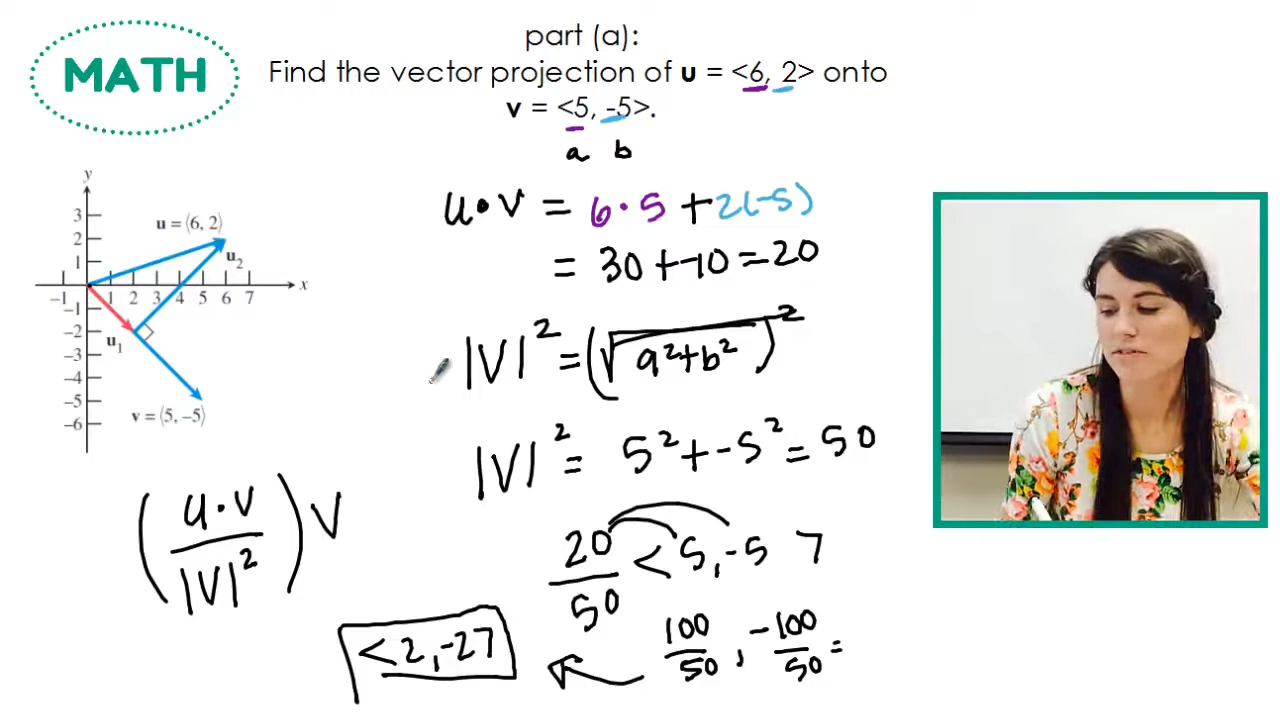 part (a):
MATH
Find the vector projection of u = <6, 2> onto
v = <5, -5>.
a b
u•v = 6•5 + 2(-5)
= 30 + -10 = 20
|V|² = (√a²+b²)²
|V|² = 5² + -5² = 50
20/50 <5, -5>
100/50, -100/50 =
<2, -2>
(u•v/|V|²) V
y
3
2
1
-1 1 2 3 4 5 6 7 x
-1
-2
-3
-4
-5
-6
u = ⟨6, 2⟩
u₂
u₁
v = ⟨5, -5⟩